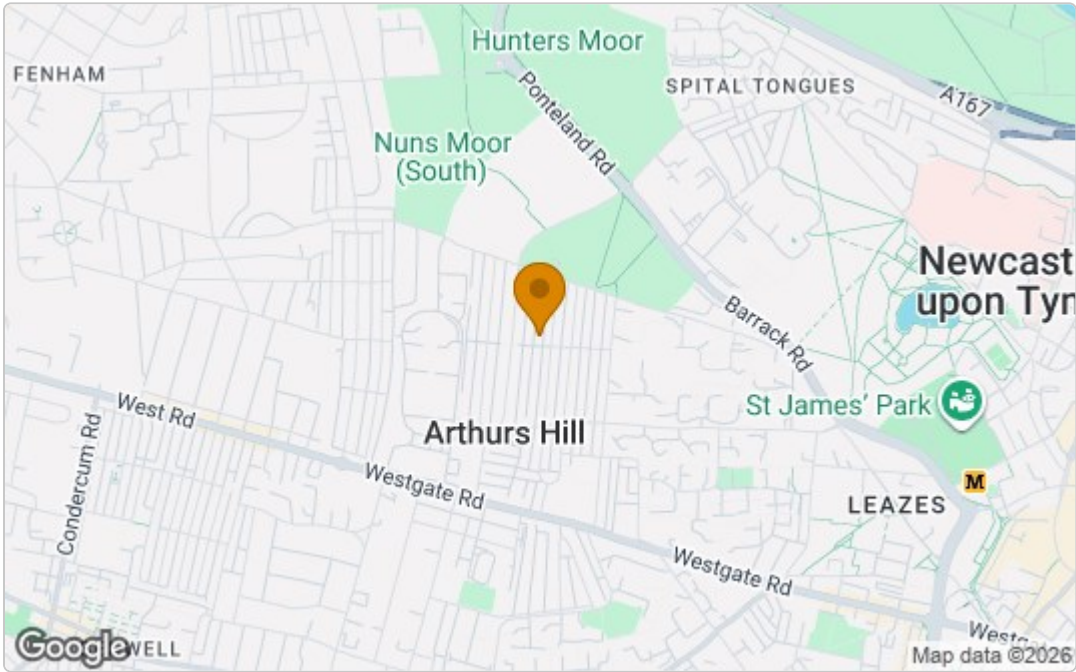 Hunters Moor
FENHAM
SPITAL TONGUES
A167
Ponteland Rd
Nuns Moor
(South)
Newcast
upon Tyn
Barrack Rd
West Rd
St James' Park
Arthurs Hill
Condercum Rd
Westgate Rd
M
LEAZES
Westgate Rd
Westg
Google
WELL
Map data ©2026